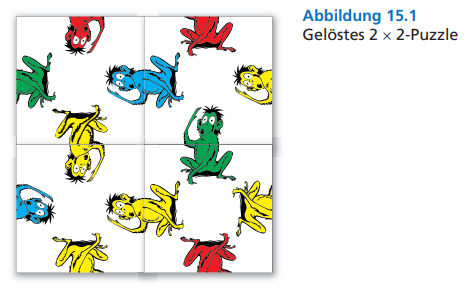 Abbildung 15.1
Gelöstes 2 × 2-Puzzle